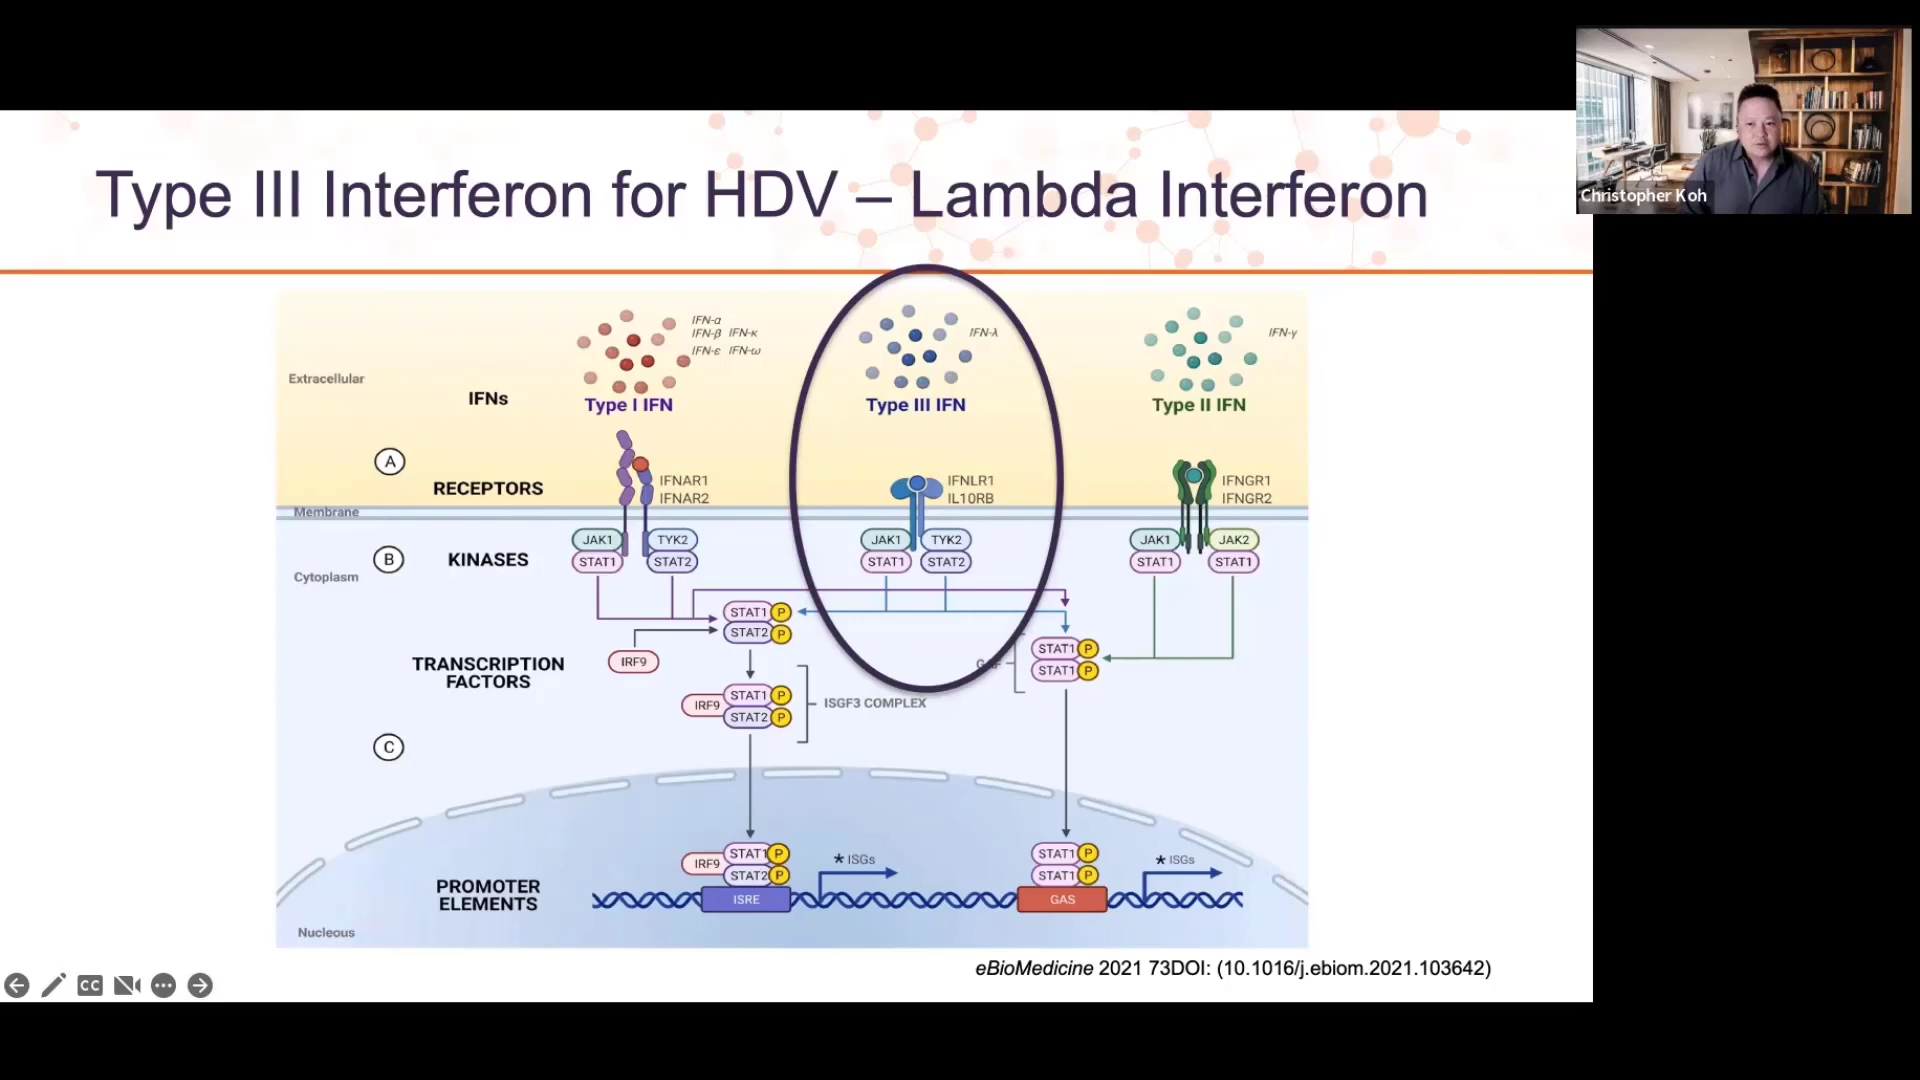 Christopher Koh
Type III Interferon for HDV – Lambda Interferon
IFN-α
IFN-β IFN-κ
IFN-ε IFN-ω
IFN-λ
IFN-γ
Extracellular
IFNs
Type I IFN
Type III IFN
Type II IFN
A
RECEPTORS
IFNAR1
IFNAR2
IFNLR1
IL10RB
IFNGR1
IFNGR2
Membrane
B
KINASES
Cytoplasm
JAK1
STAT1
TYK2
STAT2
JAK1
STAT1
TYK2
STAT2
JAK1
STAT1
JAK2
STAT1
STAT1 P
STAT2 P
IRF9
TRANSCRIPTION
FACTORS
STAT1 P
STAT1 P
IRF9
STAT1 P
STAT2 P
ISGF3 COMPLEX
C
PROMOTER
ELEMENTS
IRF9
STAT1 P
STAT2 P
* ISGs
ISRE
STAT1 P
STAT1 P
* ISGs
GAS
Nucleous
eBioMedicine 2021 73DOI: (10.1016/j.ebiom.2021.103642)
CC